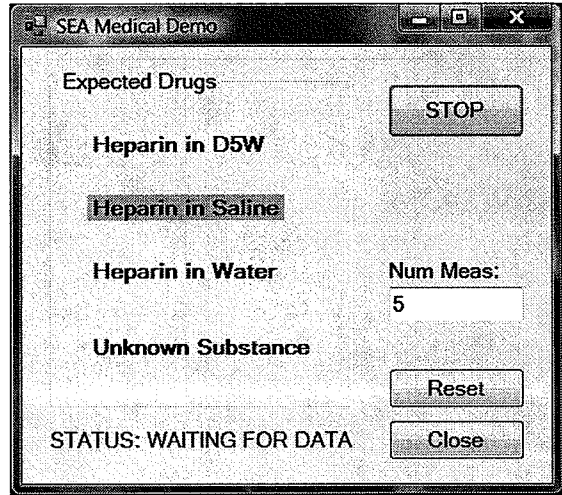 SEA Medical Demo
Expected Drugs
STOP
Heparin in D5W
Heparin in Saline
Heparin in Water
Num Meas:
5
Unknown Substance
Reset
STATUS: WAITING FOR DATA
Close